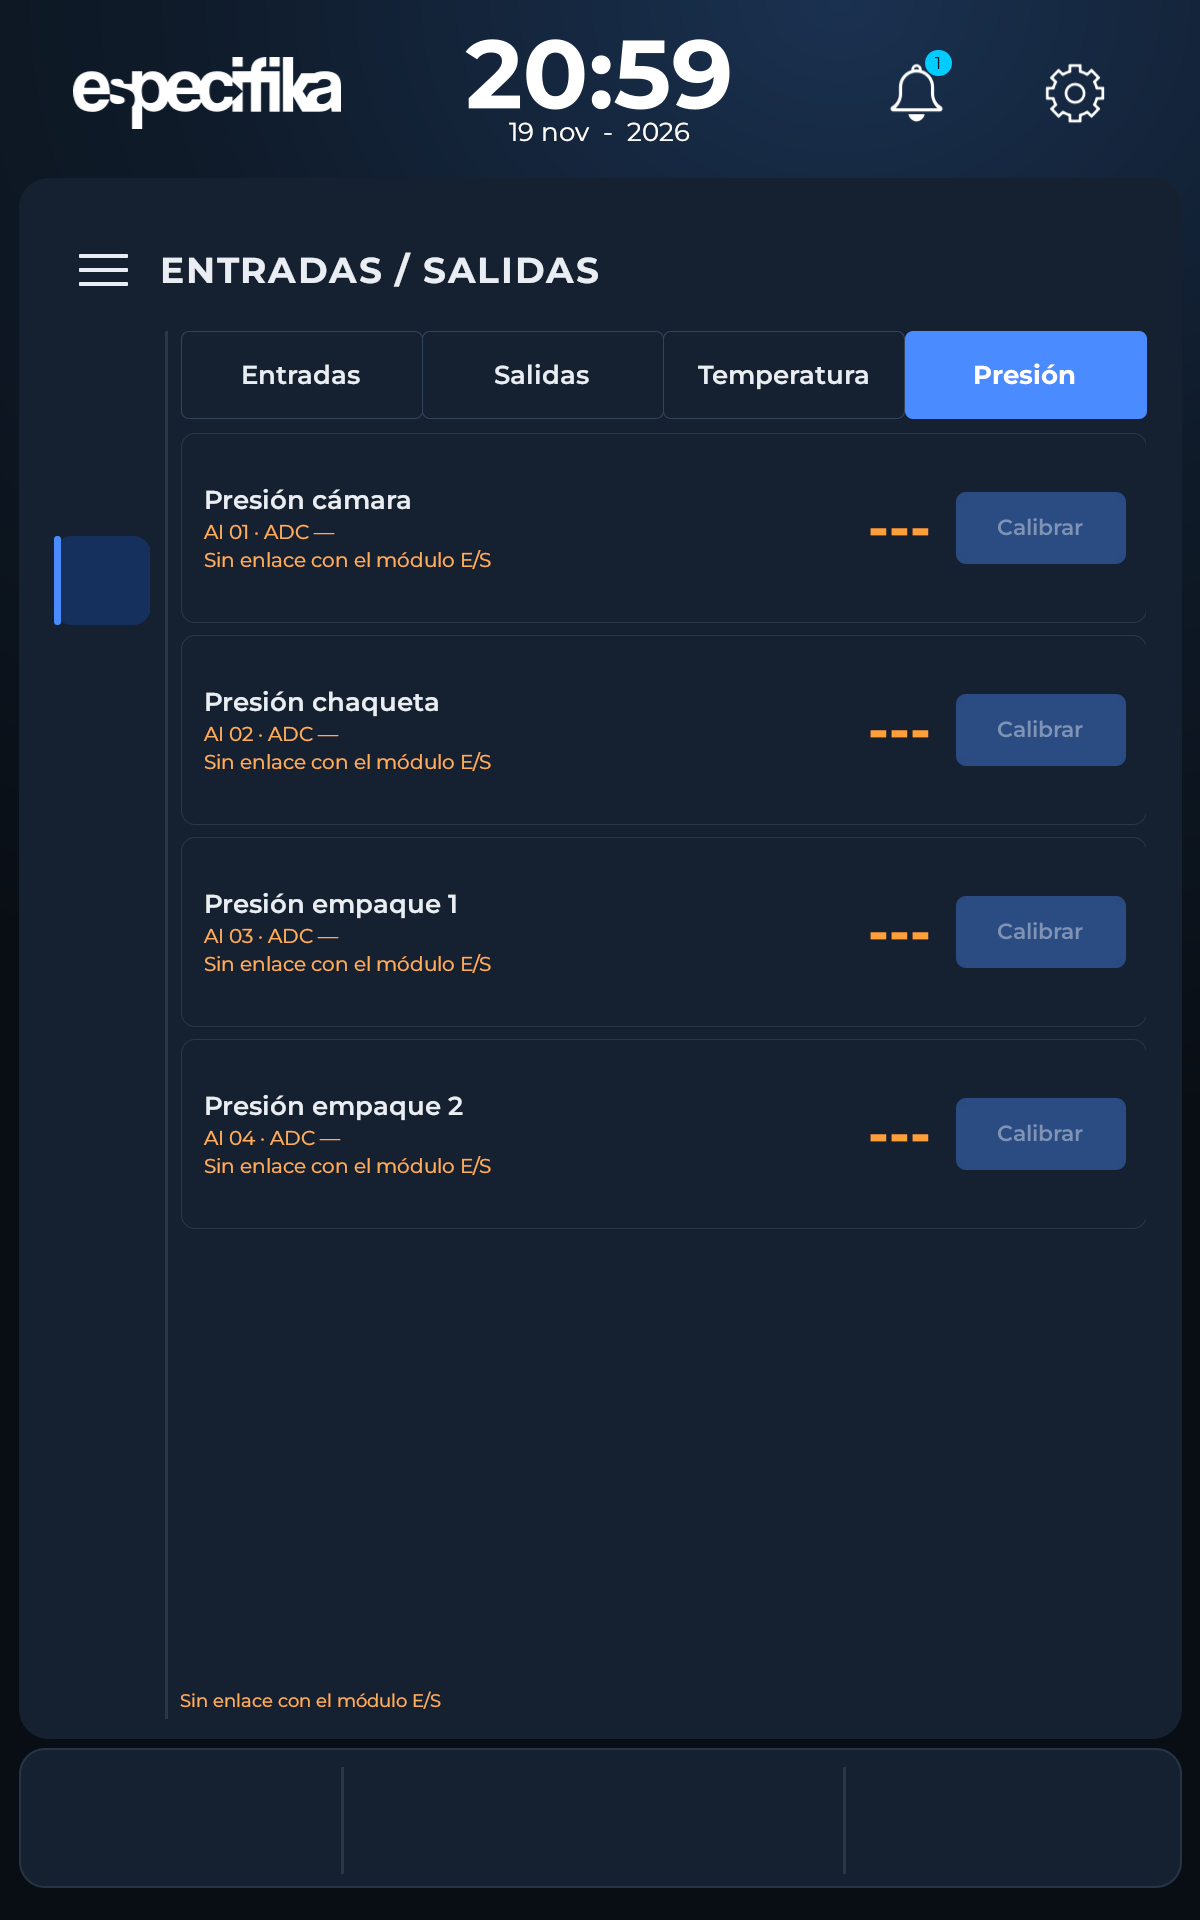 especifika
20:59
19 nov - 2026
1
ENTRADAS / SALIDAS
Entradas
Salidas
Temperatura
Presión
Presión cámara
AI 01 · ADC —
Sin enlace con el módulo E/S
---
Calibrar
Presión chaqueta
AI 02 · ADC —
Sin enlace con el módulo E/S
---
Calibrar
Presión empaque 1
AI 03 · ADC —
Sin enlace con el módulo E/S
---
Calibrar
Presión empaque 2
AI 04 · ADC —
Sin enlace con el módulo E/S
---
Calibrar
Sin enlace con el módulo E/S